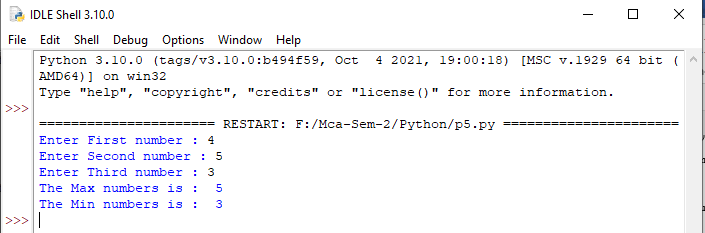 IDLE Shell 3.10.0
File Edit Shell Debug Options Window Help
Python 3.10.0 (tags/v3.10.0:b494f59, Oct  4 2021, 19:00:18) [MSC v.1929 64 bit (
AMD64)] on win32
Type "help", "copyright", "credits" or "license()" for more information.
>>>
====================== RESTART: F:/Mca-Sem-2/Python/p5.py ======================
Enter First number : 4
Enter Second number : 5
Enter Third number : 3
The Max numbers is :  5
The Min numbers is :  3
>>>